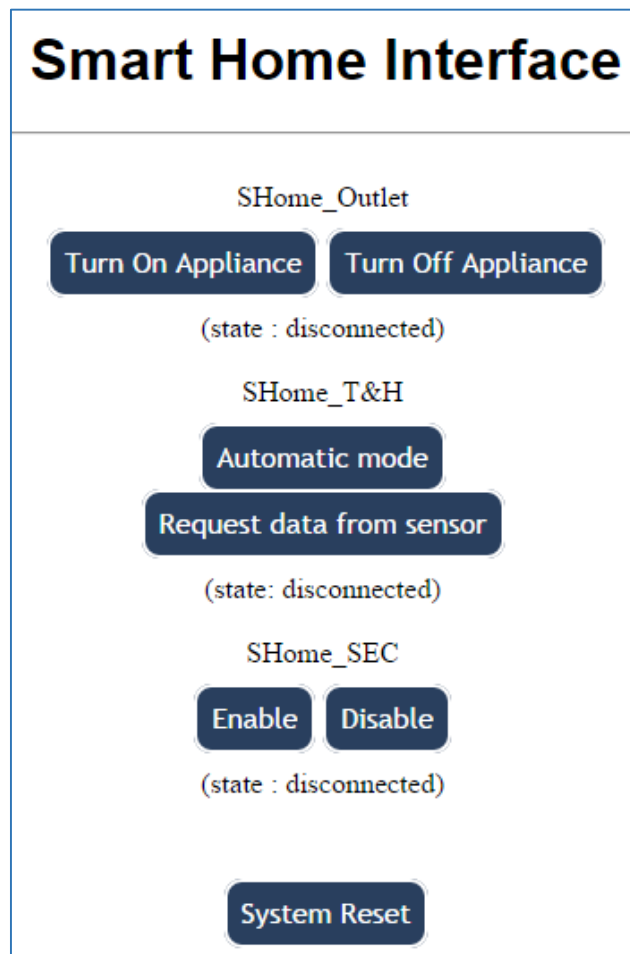 Smart Home Interface
SHome_Outlet
Turn On Appliance Turn Off Appliance
(state : disconnected)
SHome_T&H
Automatic mode
Request data from sensor
(state: disconnected)
SHome_SEC
Enable Disable
(state : disconnected)
System Reset